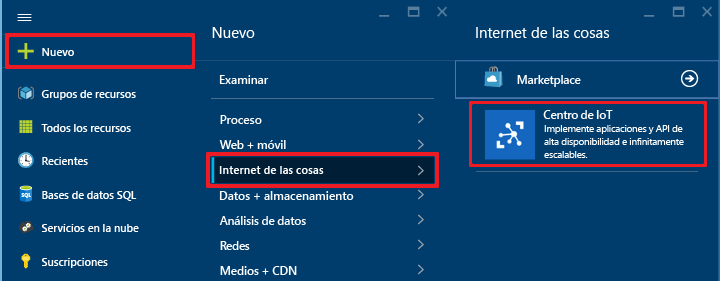 Nuevo
Grupos de recursos
Todos los recursos
Recientes
Bases de datos SQL
Servicios en la nube
Suscripciones
Nuevo
Examinar
Proceso
Web + móvil
Internet de las cosas
Datos + almacenamiento
Análisis de datos
Redes
Medios + CDN
Internet de las cosas
Marketplace
Centro de IoT
Implemente aplicaciones y API de
alta disponibilidad e infinitamente
escalables.